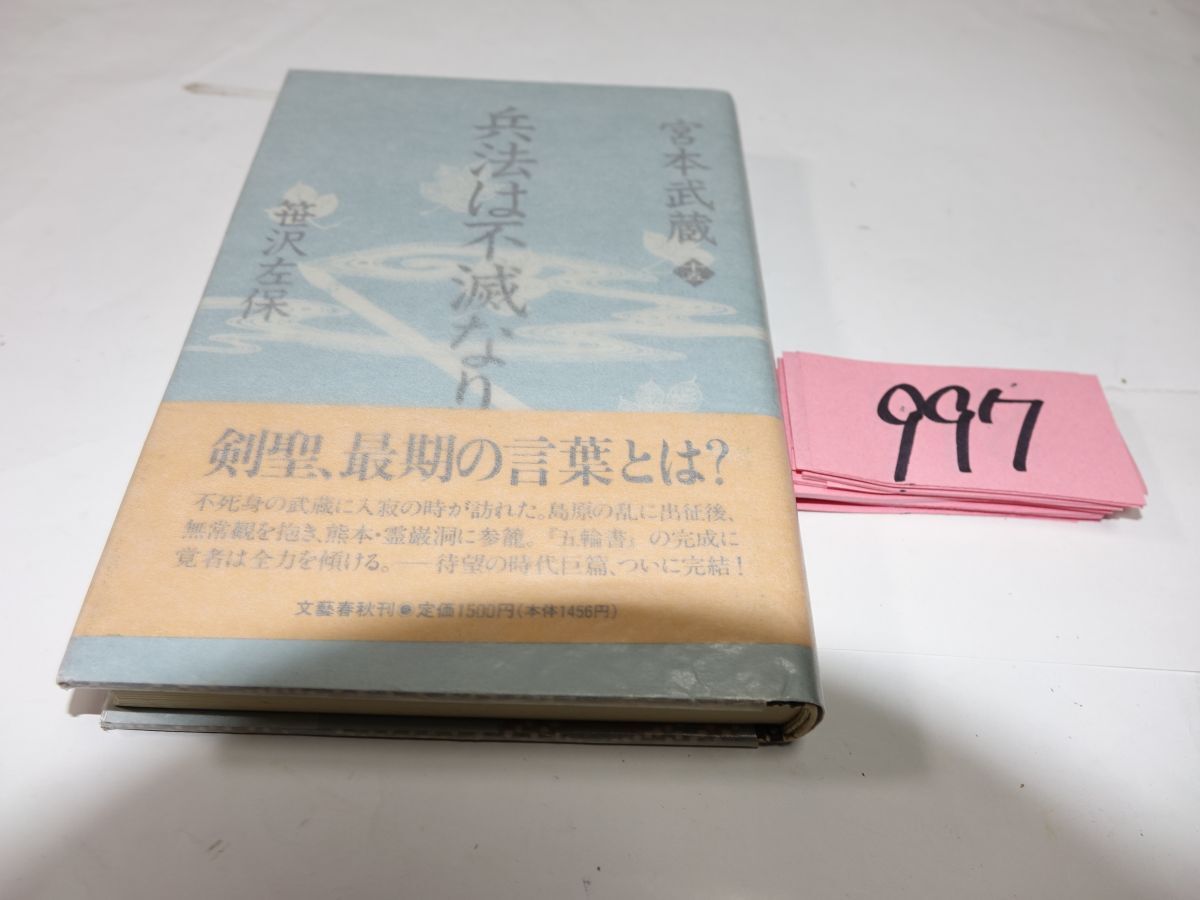 宮本武蔵
兵法は不滅なり
笹沢左保
剣聖、最期の言葉とは?
不死身の武蔵に入寂の時が訪れた。島原の乱に出征後、
無常観を抱き、熊本・霊巌洞に参籠。『五輪書』の完成に
覚者は全力を傾ける。——待望の時代巨篇、ついに完結!
文藝春秋刊 定価1500円(本体1456円)
997